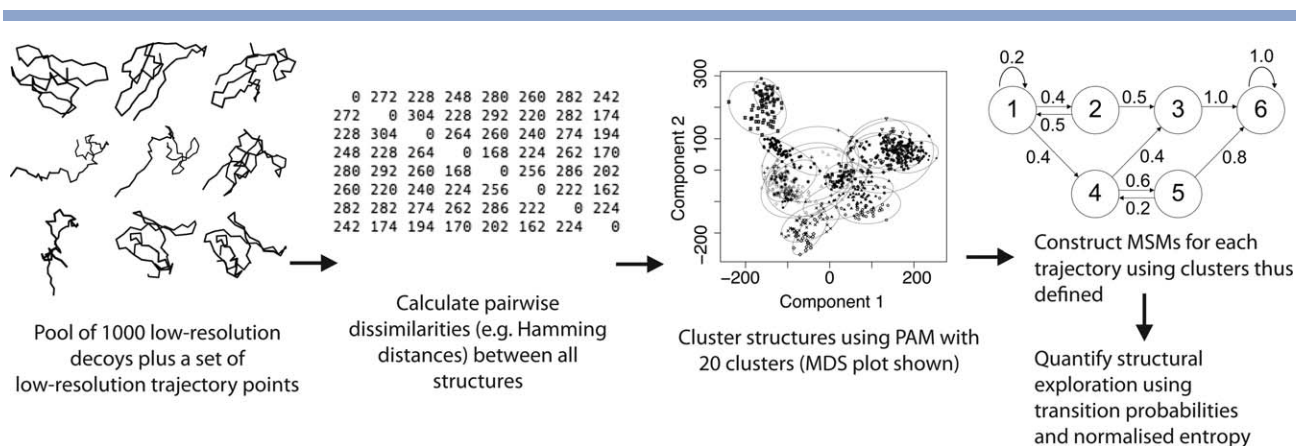 Pool of 1000 low-resolution
decoys plus a set of
low-resolution trajectory points
0 272 228 248 280 260 282 242
272 0 304 228 292 220 282 174
228 304 0 264 260 240 274 194
248 228 264 0 168 224 262 170
280 292 260 168 0 256 286 202
260 220 240 224 256 0 222 162
282 282 274 262 286 222 0 224
242 174 194 170 202 162 224 0
Calculate pairwise
dissimilarities (e.g. Hamming
distances) between all
structures
Component 2
300
100
0
−200
−200
0
200
Component 1
Cluster structures using PAM with
20 clusters (MDS plot shown)
0.2
1.0
1
0.4
0.5
2
0.5
3
1.0
6
0.4
0.4
0.8
4
0.6
0.2
5
Construct MSMs for each
trajectory using clusters thus
defined
Quantify structural
exploration using
transition probabilities
and normalised entropy